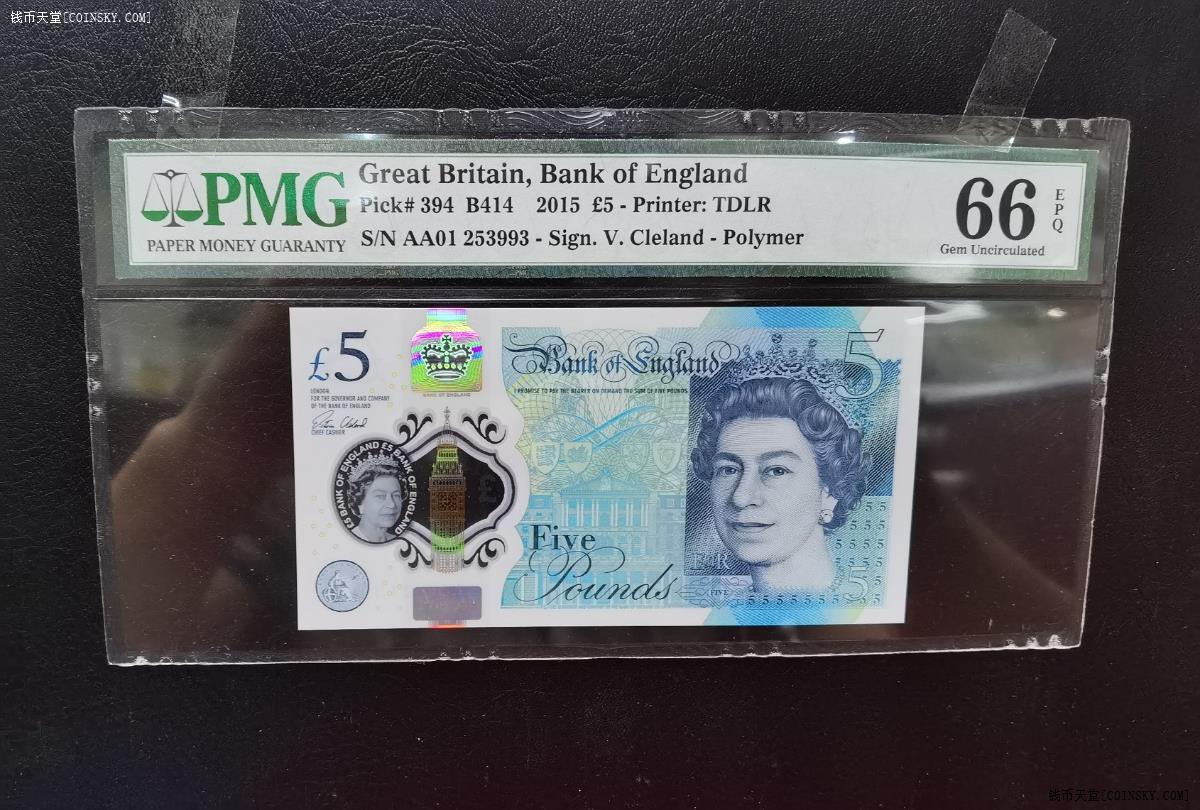 钱币天堂[COINSKY.COM]
PMG
PAPER MONEY GUARANTY
Great Britain, Bank of England
Pick# 394 B414 2015 £5 - Printer: TDLR
S/N AA01 253993 - Sign. V. Cleland - Polymer
66
EPQ
Gem Uncirculated
£5
LONDON
FOR THE GOVERNOR AND COMPANY
OF THE BANK OF ENGLAND
CHIEF CASHIER
BANK OF ENGLAND
£5 BANK OF ENGLAND £5 BANK OF ENGLAND
Bank of England
I PROMISE TO PAY THE BEARER ON DEMAND THE SUM OF FIVE POUNDS
5
Five
Pounds
FIVE
5
钱币天堂[COINSKY.COM]